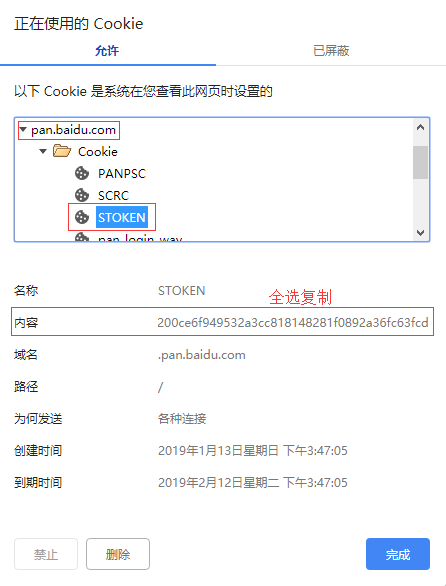 正在使用的 Cookie
允许 已屏蔽
以下 Cookie 是系统在您查看此网页时设置的
pan.baidu.com
Cookie
PANPSC
SCRC
STOKEN
pan_login_way
名称 STOKEN
全选复制
内容 200ce6f949532a3cc818148281f0892a36fc63fcd
域名 .pan.baidu.com
路径 /
为何发送 各种连接
创建时间 2019年1月13日星期日 下午3:47:05
到期时间 2019年2月12日星期二 下午3:47:05
禁止 删除 完成